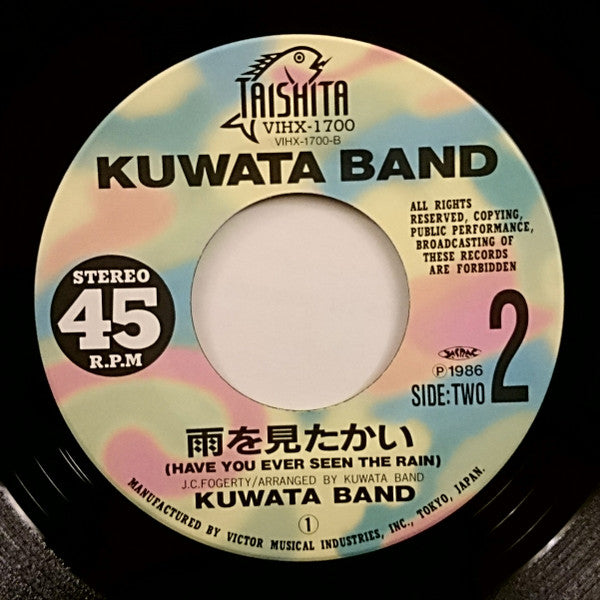 TAISHITA
VIHX-1700
VIHX-1700-B
KUWATA BAND
ALL RIGHTS
RESERVED, COPYING,
PUBLIC PERFORMANCE,
BROADCASTING OF
THESE RECORDS
ARE FORBIDDEN
STEREO
45
R.P.M
JASRAC
Ⓟ 1986
SIDE:TWO 2
雨を見たかい
(HAVE YOU EVER SEEN THE RAIN)
J.C.FOGERTY/ARRANGED BY KUWATA BAND
KUWATA BAND
①
MANUFACTURED BY VICTOR MUSICAL INDUSTRIES, INC., TOKYO, JAPAN.